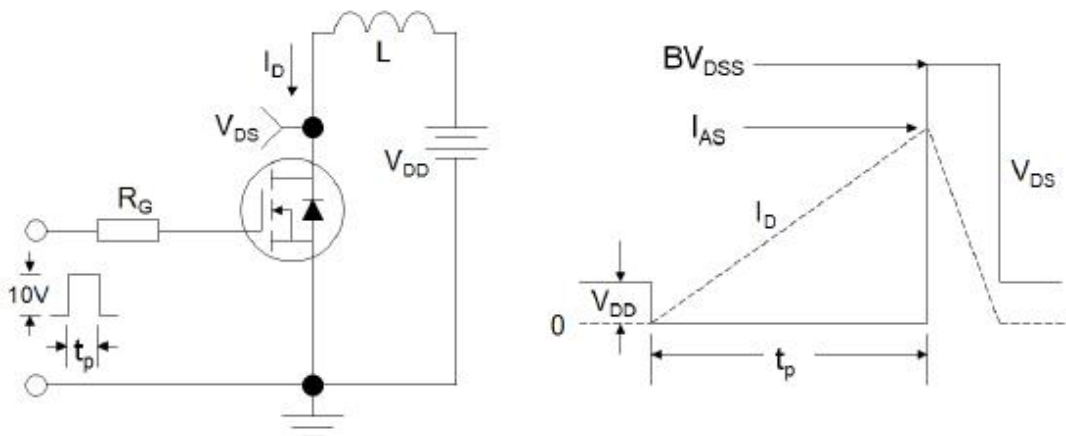 L
I_D
V_DS
V_DD
R_G
10V
t_p
BV_DSS
I_AS
V_DS
I_D
V_DD
0
t_p